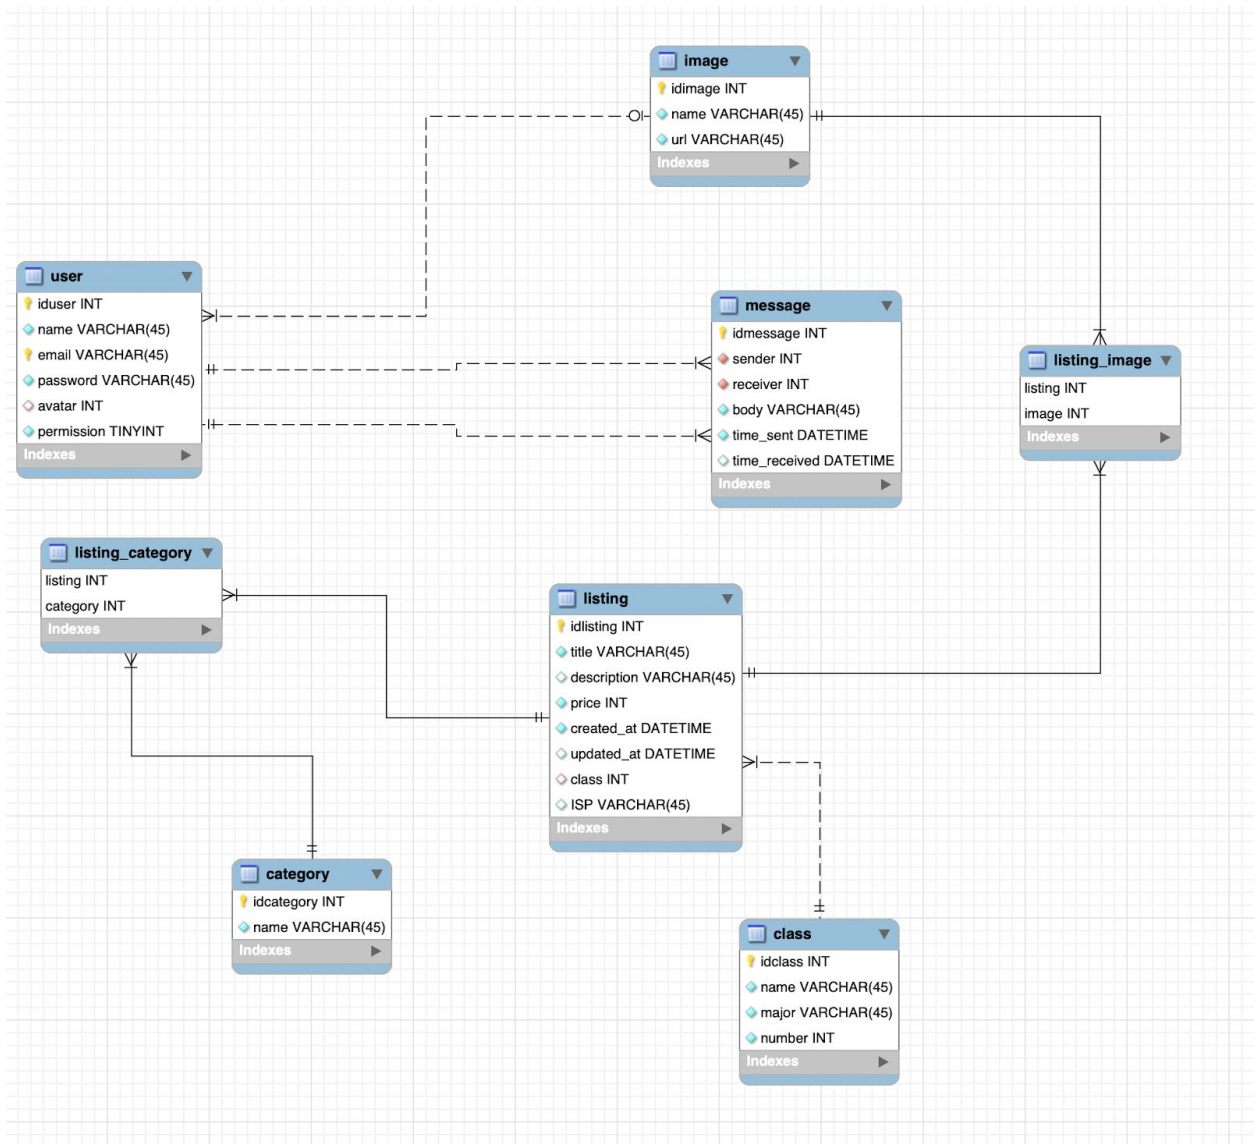 image
idimage INT
name VARCHAR(45)
url VARCHAR(45)
Indexes
user
iduser INT
name VARCHAR(45)
email VARCHAR(45)
password VARCHAR(45)
avatar INT
permission TINYINT
Indexes
message
idmessage INT
sender INT
receiver INT
body VARCHAR(45)
time_sent DATETIME
time_received DATETIME
Indexes
listing_image
listing INT
image INT
Indexes
listing_category
listing INT
category INT
Indexes
listing
idlisting INT
title VARCHAR(45)
description VARCHAR(45)
price INT
created_at DATETIME
updated_at DATETIME
class INT
ISP VARCHAR(45)
Indexes
category
idcategory INT
name VARCHAR(45)
Indexes
class
idclass INT
name VARCHAR(45)
major VARCHAR(45)
number INT
Indexes